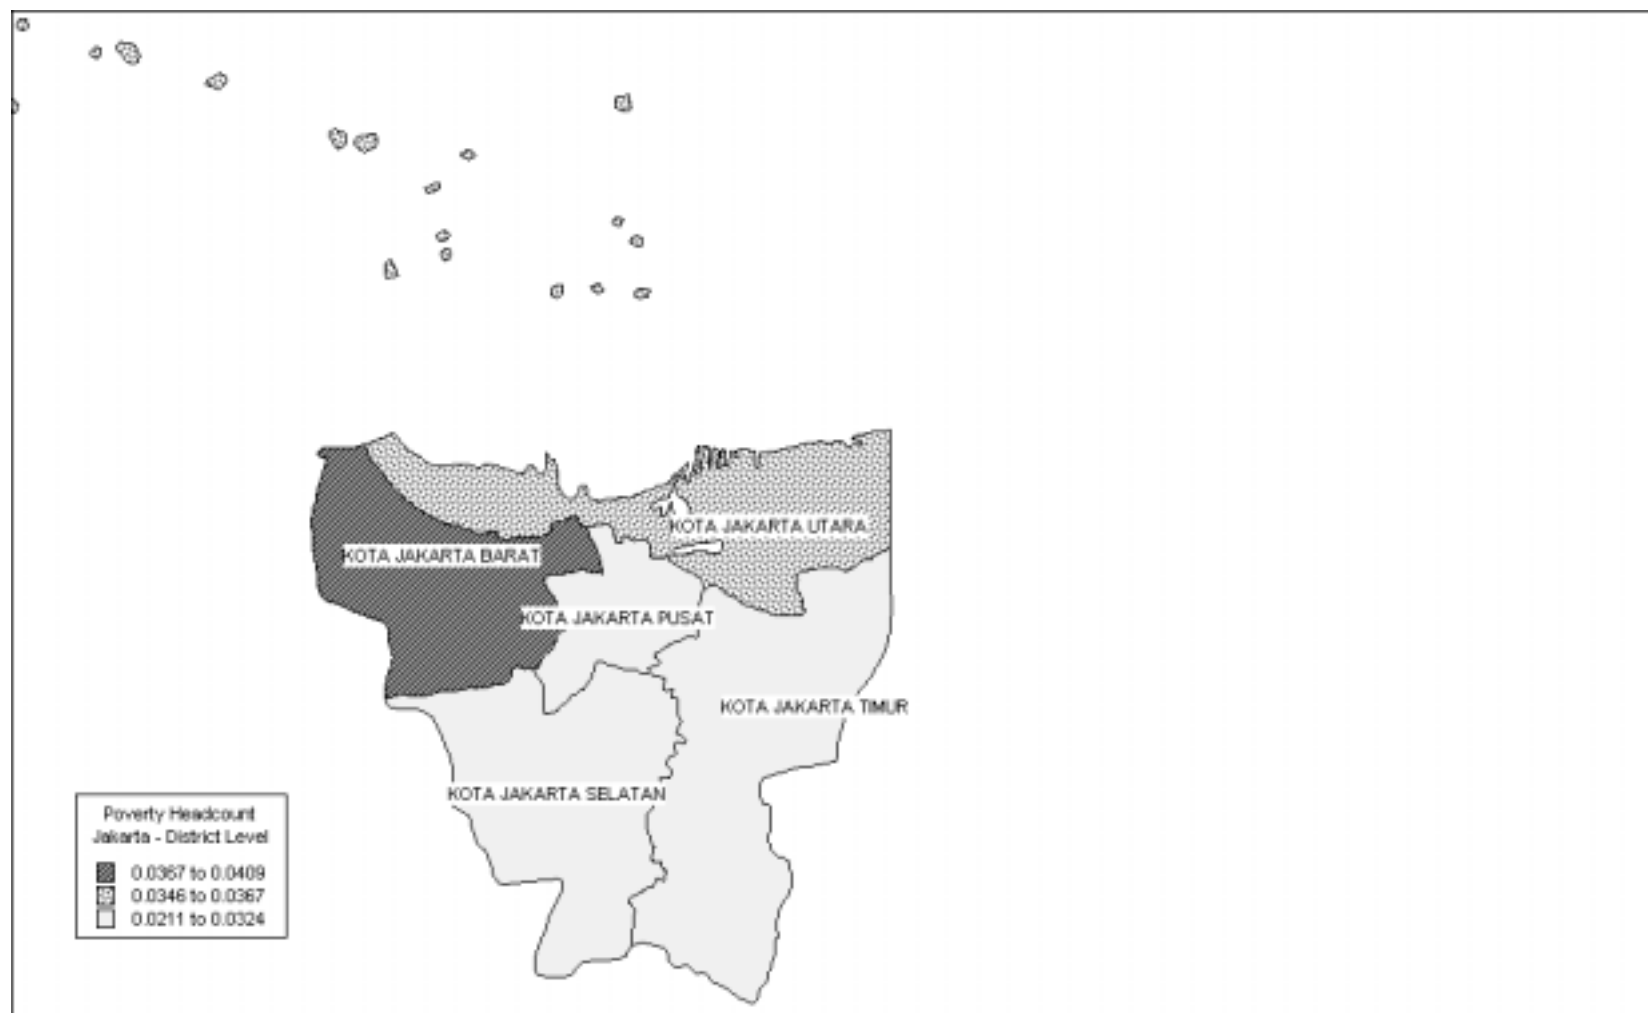 KOTA JAKARTA UTARA
KOTA JAKARTA BARAT
KOTA JAKARTA PUSAT
KOTA JAKARTA TIMUR
KOTA JAKARTA SELATAN
Poverty Headcount
Jakarta - District Level
0.0367 to 0.0409
0.0346 to 0.0367
0.0211 to 0.0324